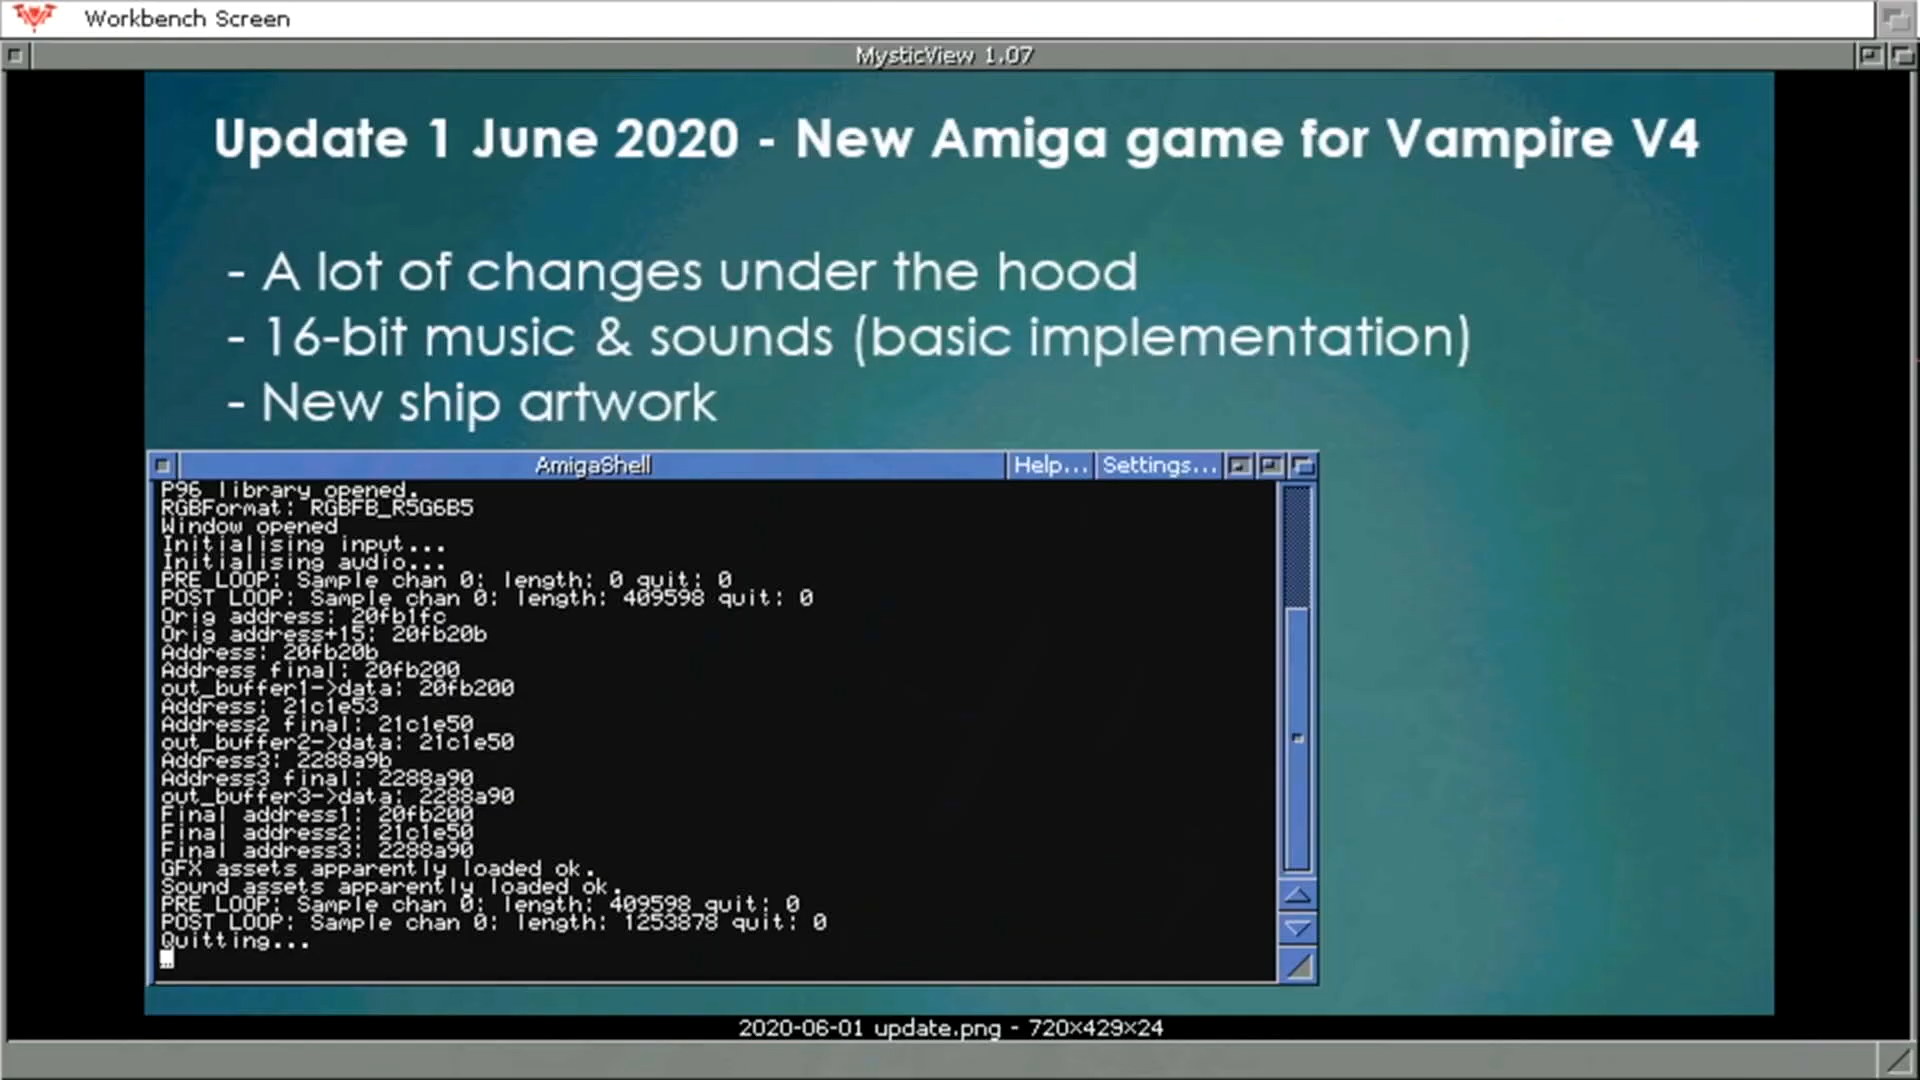 Workbench Screen
MysticView 1.07
Update 1 June 2020 - New Amiga game for Vampire V4
- A lot of changes under the hood
- 16-bit music & sounds (basic implementation)
- New ship artwork
AmigaShell Help... Settings...
P96 library opened.
RGBFormat: RGBFB_R5G6B5
Window opened
Initialising input...
Initialising audio...
PRE LOOP: Sample chan 0: length: 0 quit: 0
POST LOOP: Sample chan 0: length: 409598 quit: 0
Orig address: 20fb1fc
Orig address+15: 20fb20b
Address: 20fb20b
Address final: 20fb200
out_buffer1->data: 20fb200
Address: 21c1e53
Address2 final: 21c1e50
out_buffer2->data: 21c1e50
Address3: 2288a9b
Address3 final: 2288a90
out_buffer3->data: 2288a90
Final address1: 20fb200
Final address2: 21c1e50
Final address3: 2288a90
GFX assets apparently loaded ok.
Sound assets apparently loaded ok.
PRE LOOP: Sample chan 0: length: 409598 quit: 0
POST LOOP: Sample chan 0: length: 1253878 quit: 0
Quitting...
2020-06-01 update.png - 720×429×24